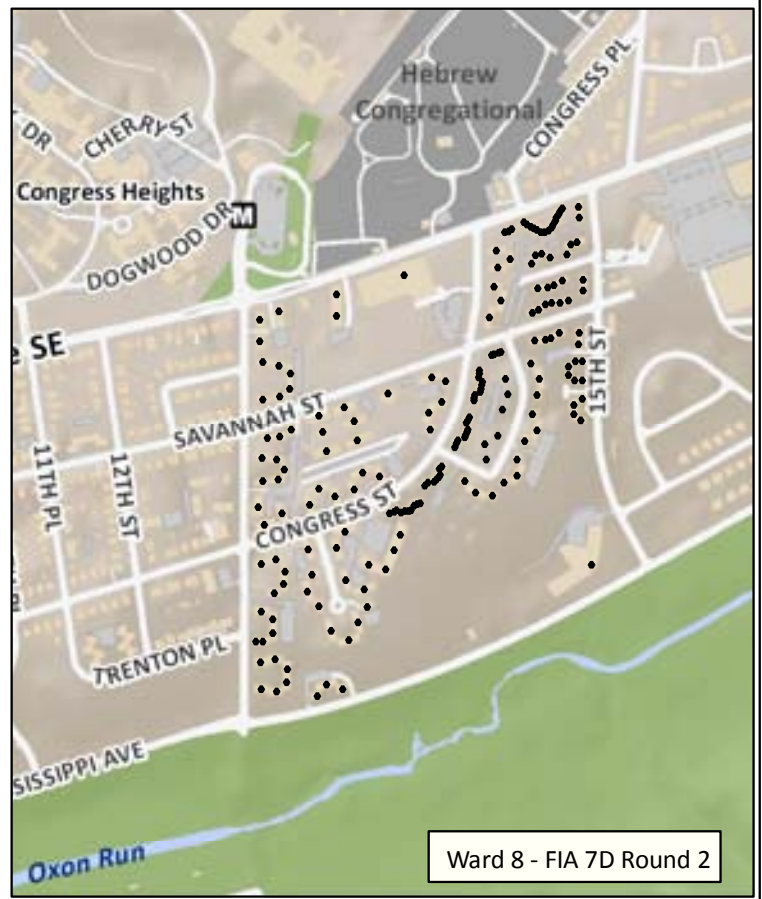 Hebrew
Congregational
CONGRESS PL
DR
CHERRY ST
Congress Heights
M
DOGWOOD DR
SE
15TH ST
SAVANNAH ST
11TH PL
12TH ST
CONGRESS ST
TRENTON PL
SISSIPPI AVE
Oxon Run
Ward 8 - FIA 7D Round 2